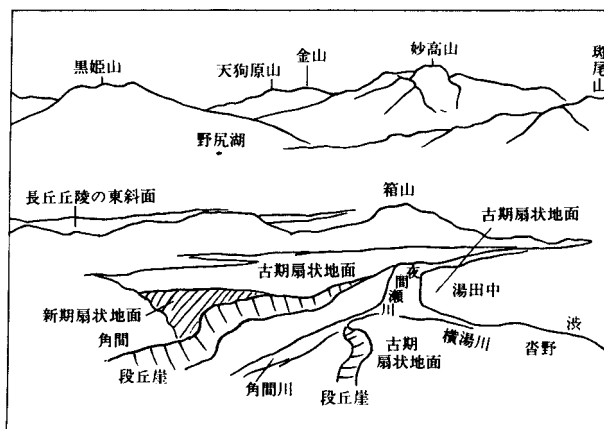 黒姫山
天狗原山
金山
妙高山
斑尾山
野尻湖
長丘丘陵の東斜面
箱山
古期扇状地面
古期扇状地面
夜間瀬川
湯田中
新期扇状地面
角間
渋
古期
扇状地面
横湯川
沓野
段丘崖
角間川
段丘崖